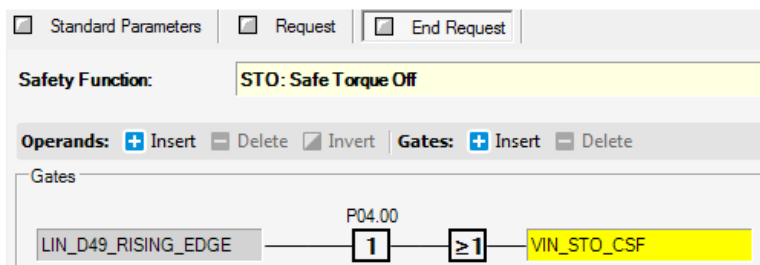 Standard Parameters Request End Request
Safety Function: STO: Safe Torque Off
Operands: Insert Delete Invert Gates: Insert Delete
Gates
P04.00
LIN_D49_RISING_EDGE 1 ≥1 VIN_STO_CSF